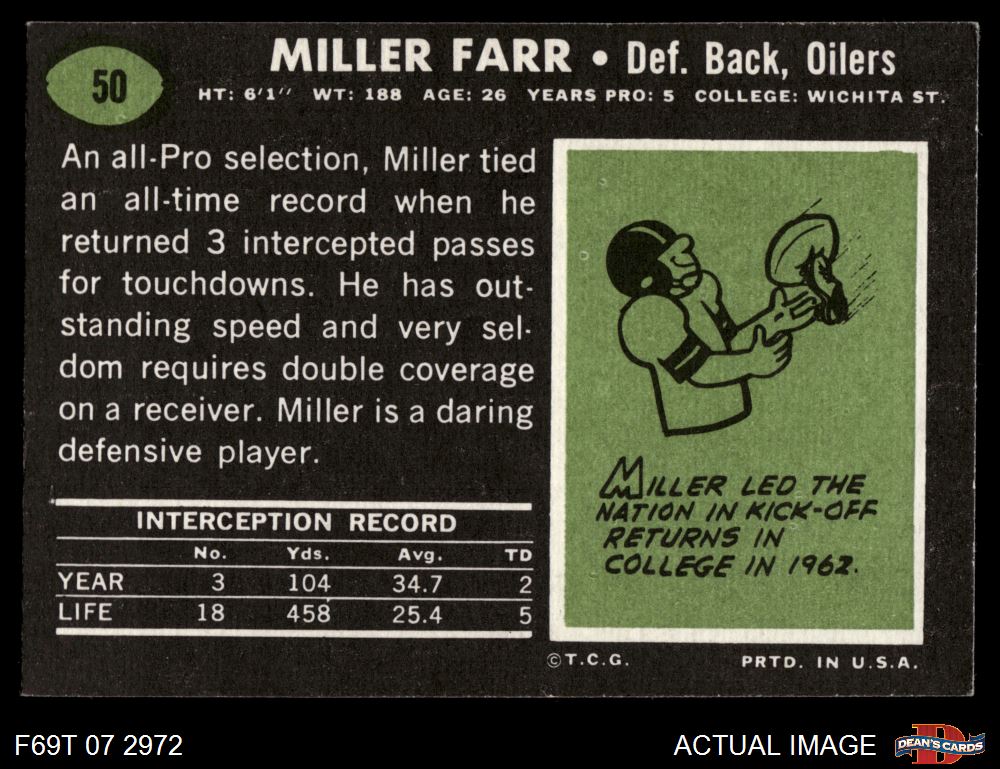 50
MILLER FARR • Def. Back, Oilers
HT: 6'1" WT: 188 AGE: 26 YEARS PRO: 5 COLLEGE: WICHITA ST.
An all-Pro selection, Miller tied
an all-time record when he
returned 3 intercepted passes
for touchdowns. He has out-
standing speed and very sel-
dom requires double coverage
on a receiver. Miller is a daring
defensive player.
INTERCEPTION RECORD
No. Yds. Avg. TD
YEAR 3 104 34.7 2
LIFE 18 458 25.4 5
MILLER LED THE
NATION IN KICK-OFF
RETURNS IN
COLLEGE IN 1962.
©T.C.G. PRTD. IN U.S.A.
F69T 07 2972
ACTUAL IMAGE
DEAN'S CARDS